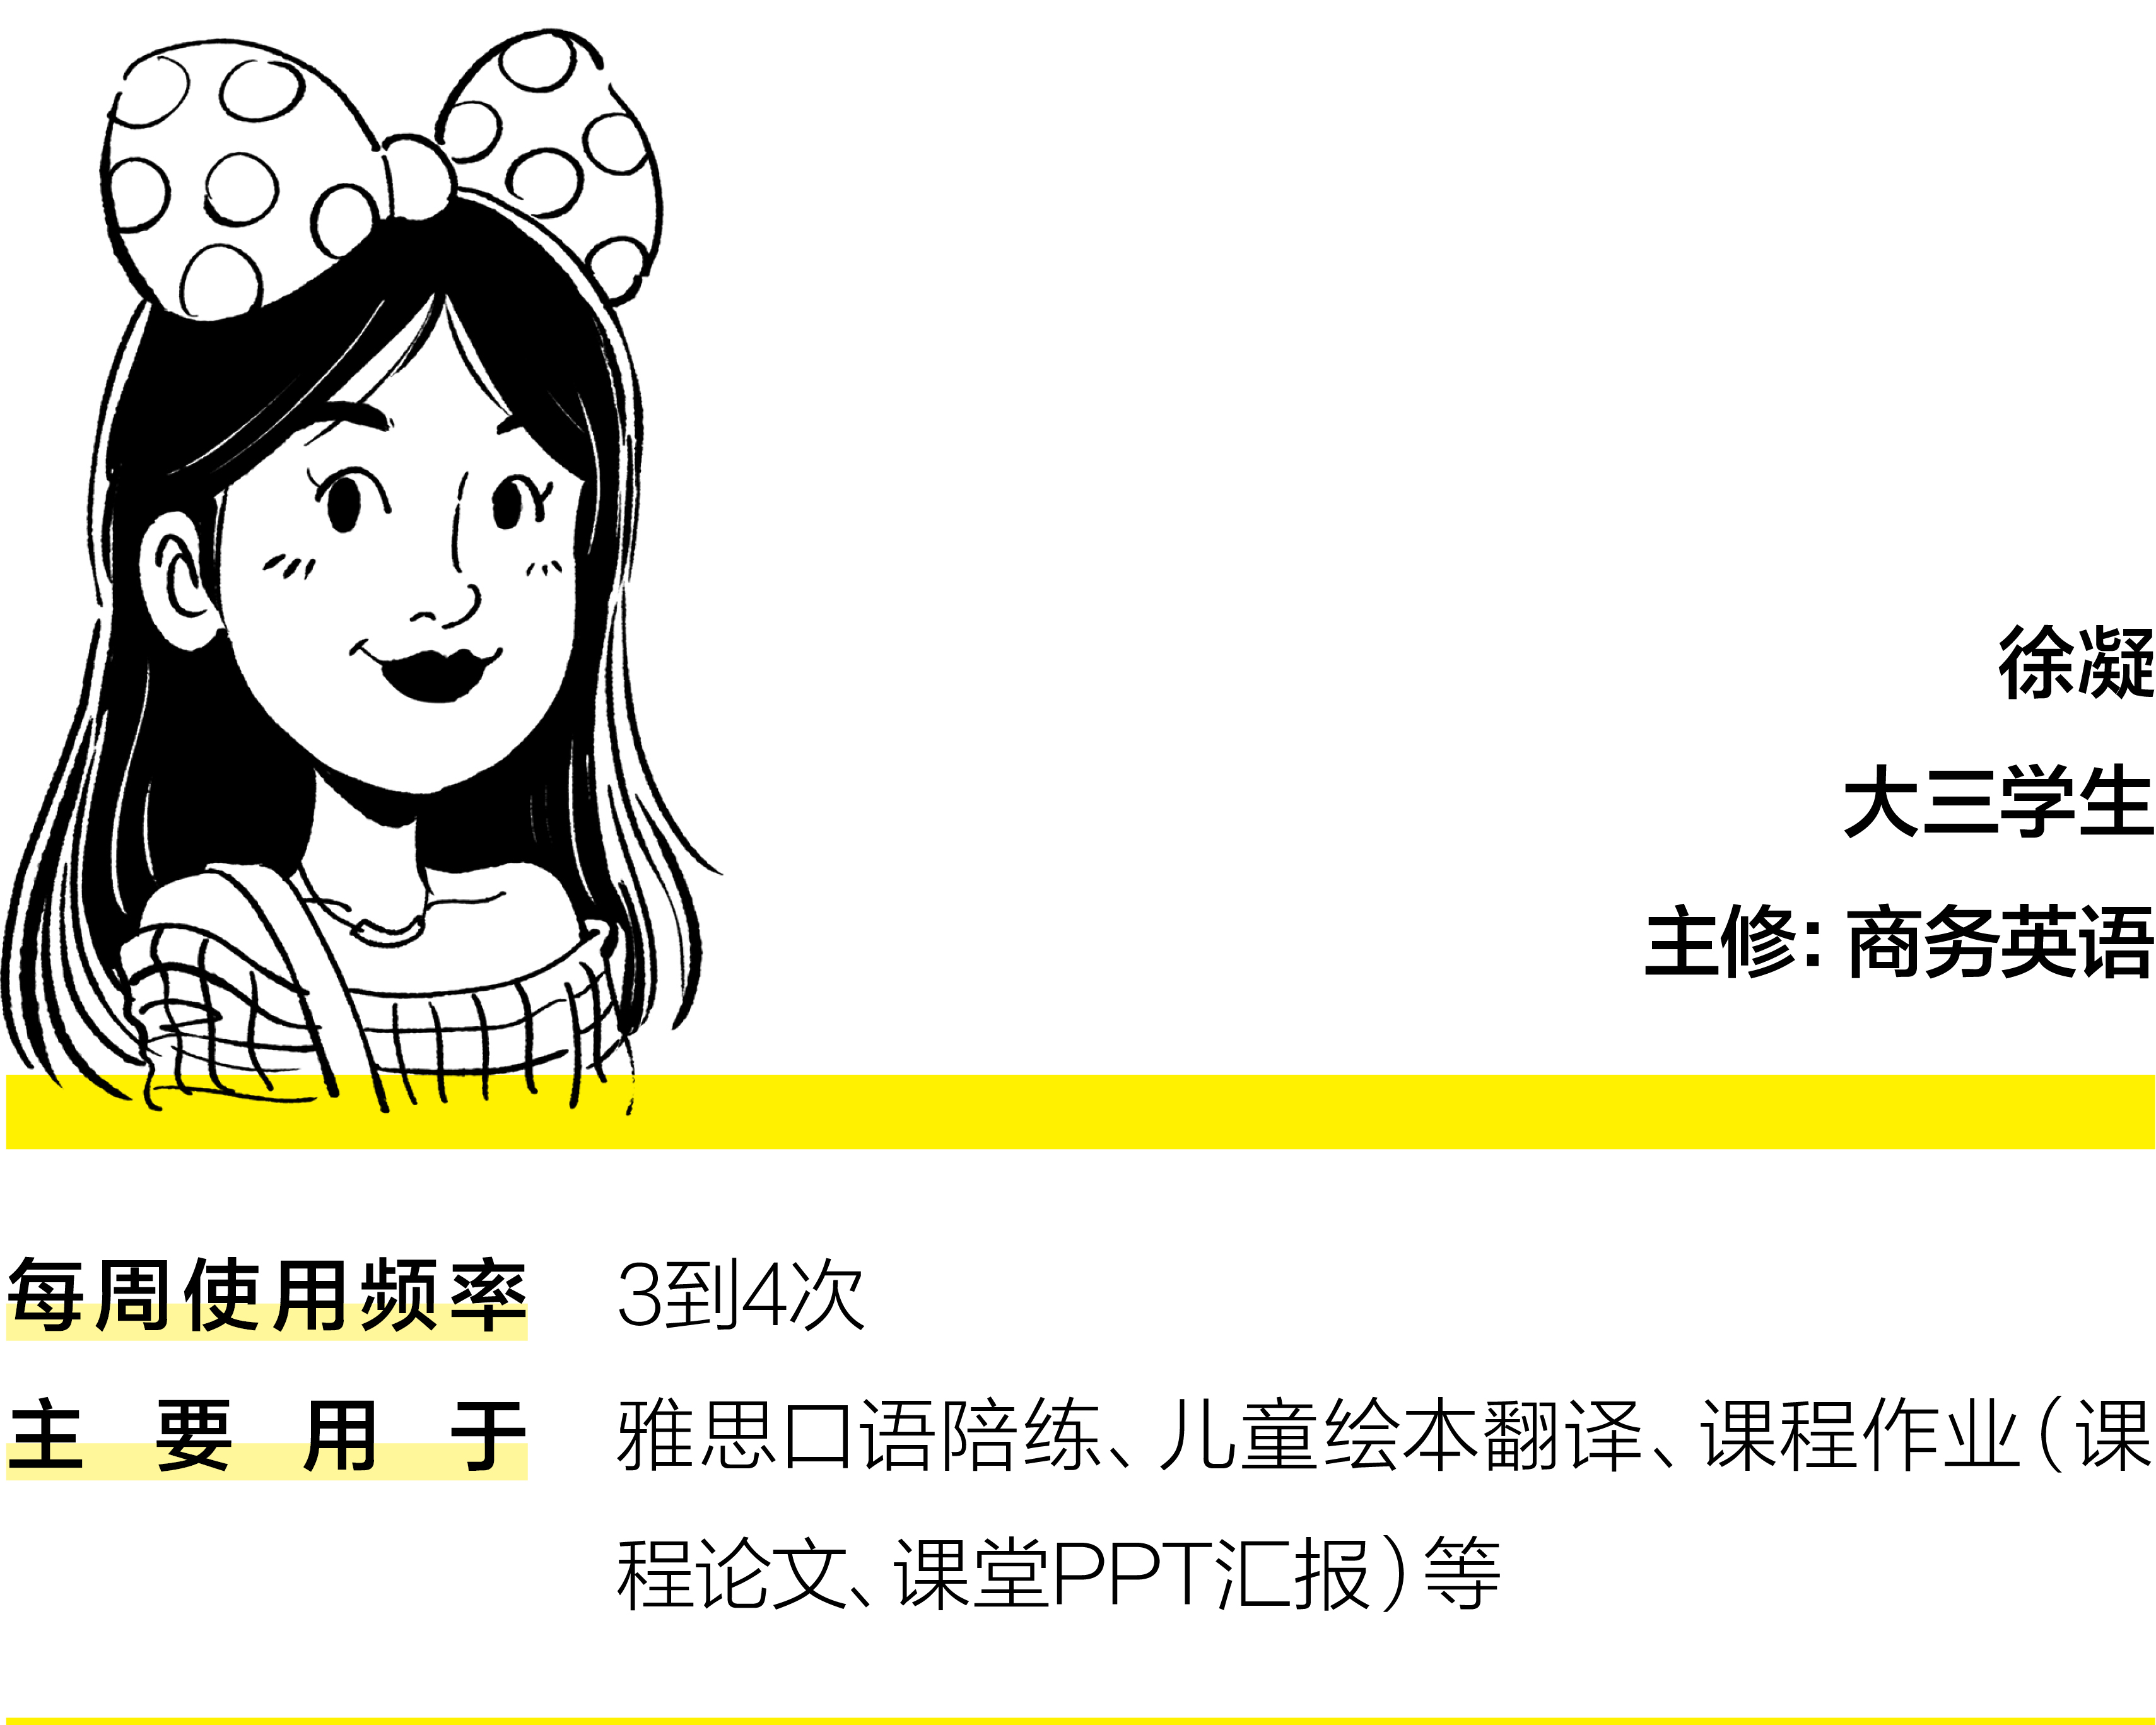 徐凝
大三学生
主修：商务英语
每周使用频率 3到4次
主要用于 雅思口语陪练、儿童绘本翻译、课程作业（课
程论文、课堂PPT汇报）等